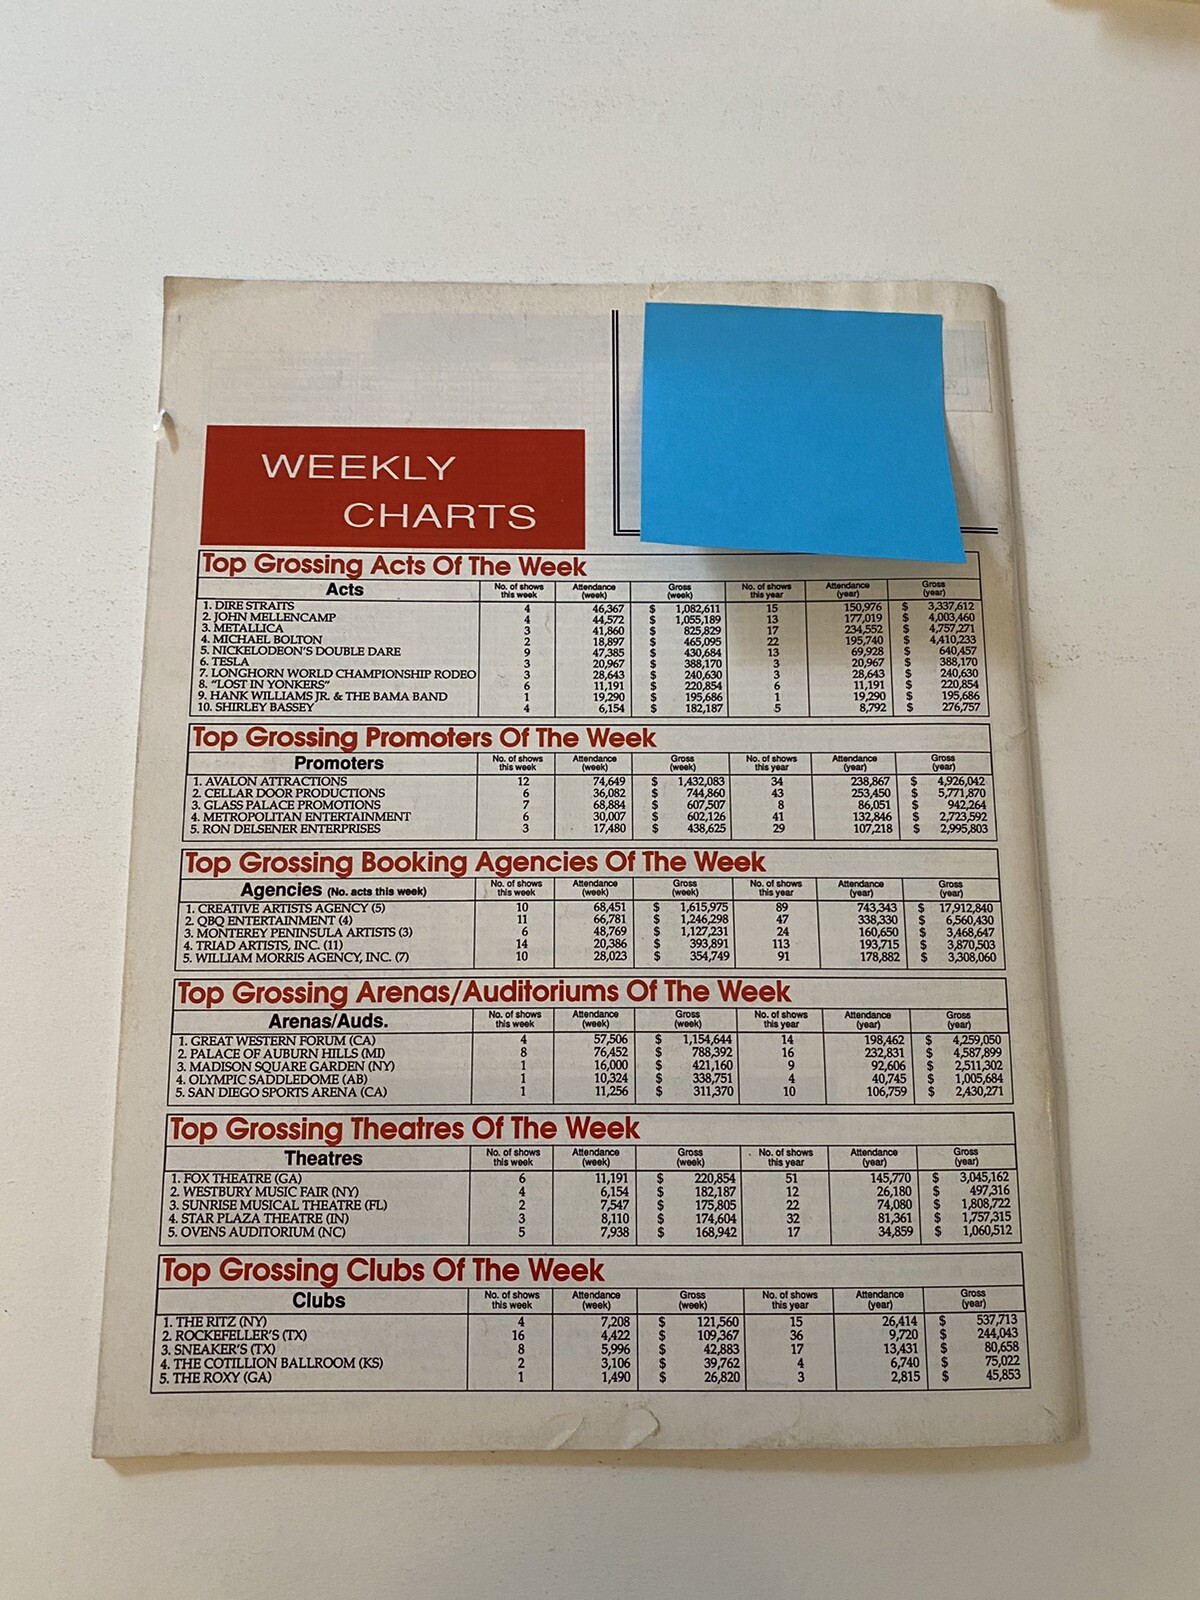 WEEKLY
CHARTS
Top Grossing Acts Of The Week
Acts No. of shows this week Attendance (week) Gross (week) No. of shows this year Attendance (year) Gross (year)
1. DIRE STRAITS 4 46,367 $ 1,082,611 15 150,976 $ 3,337,612
2. JOHN MELLENCAMP 4 44,572 $ 1,055,189 13 177,019 $ 4,003,460
3. METALLICA 3 41,860 $ 825,829 17 234,552 $ 4,757,271
4. MICHAEL BOLTON 2 18,897 $ 465,095 22 195,740 $ 4,410,233
5. NICKELODEON'S DOUBLE DARE 9 47,385 $ 430,684 13 69,928 $ 640,457
6. TESLA 3 20,967 $ 388,170 3 20,967 $ 388,170
7. LONGHORN WORLD CHAMPIONSHIP RODEO 3 28,643 $ 240,630 3 28,643 $ 240,630
8. "LOST IN YONKERS" 6 11,191 $ 220,854 6 11,191 $ 220,854
9. HANK WILLIAMS JR. & THE BAMA BAND 1 19,290 $ 195,686 1 19,290 $ 195,686
10. SHIRLEY BASSEY 4 6,154 $ 182,187 5 8,792 $ 276,757
Top Grossing Promoters Of The Week
Promoters No. of shows this week Attendance (week) Gross (week) No. of shows this year Attendance (year) Gross (year)
1. AVALON ATTRACTIONS 12 74,649 $ 1,432,083 34 238,867 $ 4,926,042
2. CELLAR DOOR PRODUCTIONS 6 36,082 $ 744,860 43 253,450 $ 5,771,870
3. GLASS PALACE PROMOTIONS 7 68,884 $ 607,507 8 86,051 $ 942,264
4. METROPOLITAN ENTERTAINMENT 6 30,007 $ 602,126 41 132,846 $ 2,723,592
5. RON DELSENER ENTERPRISES 3 17,480 $ 438,625 29 107,218 $ 2,995,803
Top Grossing Booking Agencies Of The Week
Agencies (No. acts this week) No. of shows this week Attendance (week) Gross (week) No. of shows this year Attendance (year) Gross (year)
1. CREATIVE ARTISTS AGENCY (5) 10 68,451 $ 1,615,975 89 743,343 $ 17,912,840
2. QBQ ENTERTAINMENT (4) 11 66,781 $ 1,246,298 47 338,330 $ 6,560,430
3. MONTEREY PENINSULA ARTISTS (3) 6 48,769 $ 1,127,231 24 160,650 $ 3,468,647
4. TRIAD ARTISTS, INC. (11) 14 20,386 $ 393,891 113 193,715 $ 3,870,503
5. WILLIAM MORRIS AGENCY, INC. (7) 10 28,023 $ 354,749 91 178,882 $ 3,308,060
Top Grossing Arenas/Auditoriums Of The Week
Arenas/Auds. No. of shows this week Attendance (week) Gross (week) No. of shows this year Attendance (year) Gross (year)
1. GREAT WESTERN FORUM (CA) 4 57,506 $ 1,154,644 14 198,462 $ 4,259,050
2. PALACE OF AUBURN HILLS (MI) 8 76,452 $ 788,392 16 232,831 $ 4,587,899
3. MADISON SQUARE GARDEN (NY) 1 16,000 $ 421,160 9 92,606 $ 2,511,302
4. OLYMPIC SADDLEDOME (AB) 1 10,324 $ 338,751 4 40,745 $ 1,005,684
5. SAN DIEGO SPORTS ARENA (CA) 1 11,256 $ 311,370 10 106,759 $ 2,430,271
Top Grossing Theatres Of The Week
Theatres No. of shows this week Attendance (week) Gross (week) No. of shows this year Attendance (year) Gross (year)
1. FOX THEATRE (GA) 6 11,191 $ 220,854 51 145,770 $ 3,045,162
2. WESTBURY MUSIC FAIR (NY) 4 6,154 $ 182,187 12 26,180 $ 497,316
3. SUNRISE MUSICAL THEATRE (FL) 2 7,547 $ 175,805 22 74,080 $ 1,808,722
4. STAR PLAZA THEATRE (IN) 3 8,110 $ 174,604 32 81,361 $ 1,757,315
5. OVENS AUDITORIUM (NC) 5 7,938 $ 168,942 17 34,859 $ 1,060,512
Top Grossing Clubs Of The Week
Clubs No. of shows this week Attendance (week) Gross (week) No. of shows this year Attendance (year) Gross (year)
1. THE RITZ (NY) 4 7,208 $ 121,560 15 26,414 $ 537,713
2. ROCKEFELLER'S (TX) 16 4,422 $ 109,367 36 9,720 $ 244,043
3. SNEAKER'S (TX) 8 5,996 $ 42,883 17 13,431 $ 80,658
4. THE COTILLION BALLROOM (KS) 2 3,106 $ 39,762 4 6,740 $ 75,022
5. THE ROXY (GA) 1 1,490 $ 26,820 3 2,815 $ 45,853